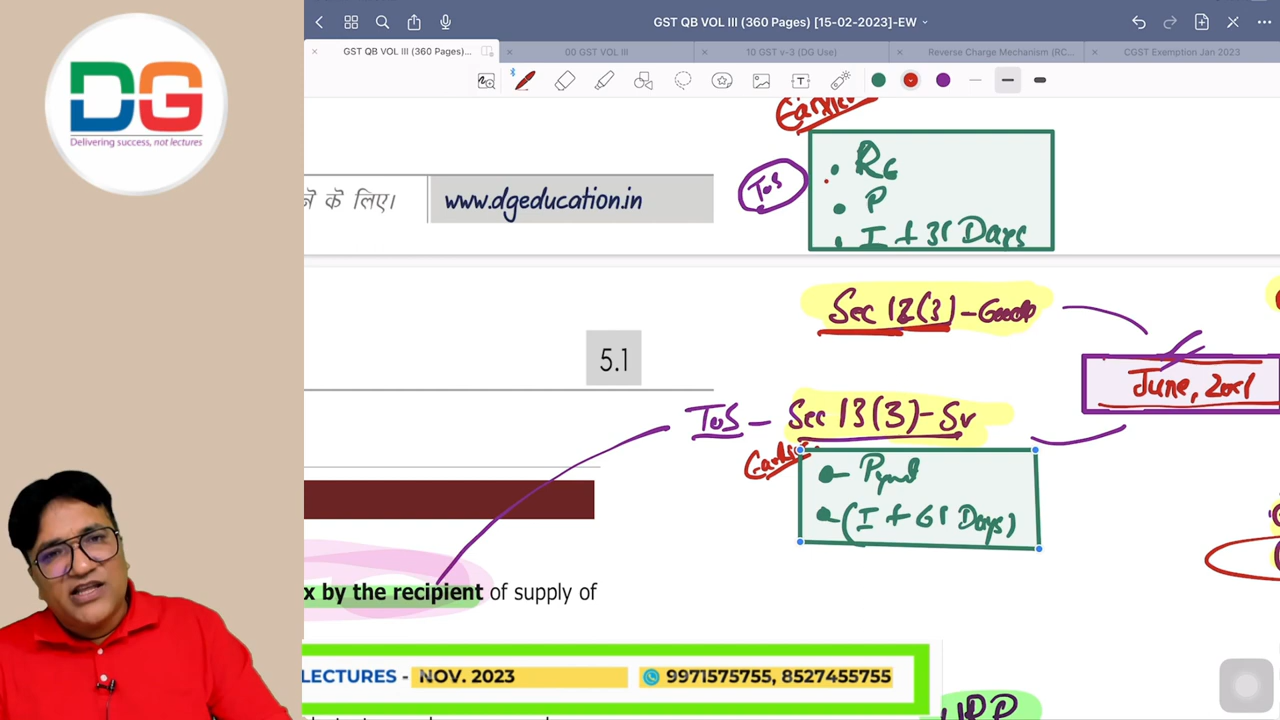 DG
Delivering success, not lectures
GST QB VOL III (360 Pages) [15-02-2023]-EW
GST QB VOL III (360 Pages)...
00 GST VOL III
10 GST v-3 (DG Use)
Reverse Charge Mechanism (RC...
CGST Exemption Jan 2023
T
ने के लिए।
www.dgeducation.in
TOS
• RG
• P
• I + 31 Days
Sec 12(3) - Goods
5.1
June, 2001
TOS - Sec 13(3) - Sr
Pymt
(I + 61 Days)
x by the recipient of supply of
LECTURES - NOV. 2023
9971575755, 8527455755